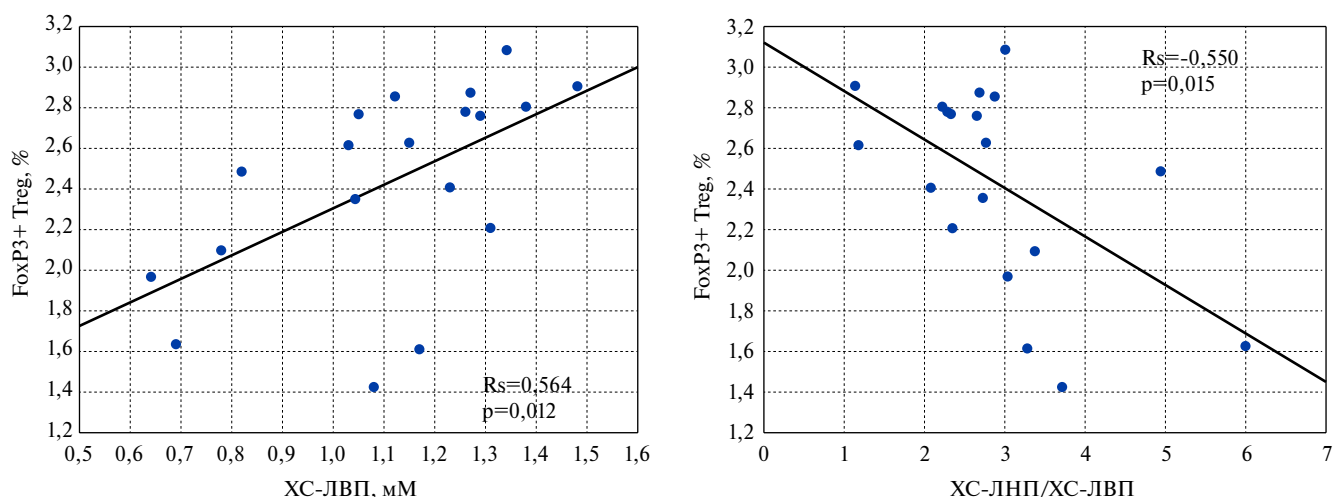 3,2
3,0
2,8
2,6
2,4
2,2
2,0
1,8
1,6
1,4
1,2
FoxP3+ Treg, %
Rs=0,564
p=0,012
0,5 0,6 0,7 0,8 0,9 1,0 1,1 1,2 1,3 1,4 1,5 1,6
ХС-ЛВП, мМ
3,2
3,0
2,8
2,6
2,4
2,2
2,0
1,8
1,6
1,4
1,2
FoxP3+ Treg, %
Rs=-0,550
p=0,015
0 1 2 3 4 5 6 7
ХС-ЛНП/ХС-ЛВП